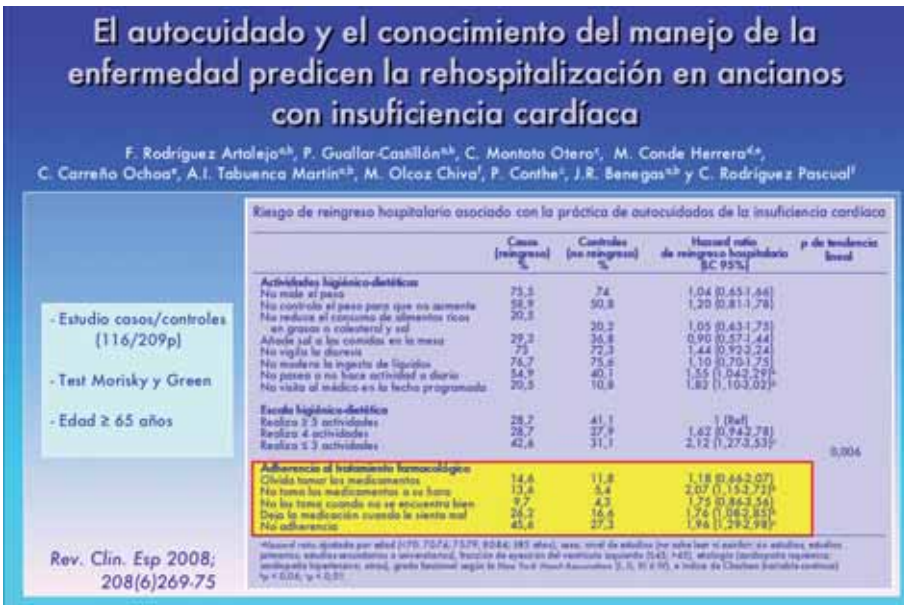 El autocuidado y el conocimiento del manejo de la
enfermedad predicen la rehospitalización en ancianos
con insuficiencia cardíaca
F. Rodríguez Artalejo, P. Guallar-Castillón, C. Montoto Otero, M. Conde Herrera,
C. Carreño Ochoa, A.I. Tabuenca Martín, M. Olcoz Chiva, P. Conthe, J.R. Benegas y C. Rodríguez Pascual
- Estudio casos/controles
(116/209p)
- Test Morisky y Green
- Edad ≥ 65 años
Rev. Clin. Esp 2008;
208(6)269-75
Riesgo de reingreso hospitalario asociado con la práctica de autocuidados de la insuficiencia cardíaca
Casos (reingreso) % Controles (no reingreso) % Hazard ratio de reingreso hospitalario p de tendencia lineal
Actividades higiénico-dietéticas
No mide el peso 75,5 74 1,04 (0,65-1,66)
No controla el peso para que no aumente 58,9 50,8 1,20 (0,81-1,78)
No reduce el consumo de alimentos ricos 20,5
en grasas o colesterol y sal 20,2 1,05 (0,63-1,75)
Añade sal a las comidas en la mesa 29,3 36,8 0,90 (0,57-1,44)
No vigila la diuresis 75 72,3 1,44 (0,92-2,24)
No modera la ingesta de líquidos 76,7 75,6 1,10 (0,70-1,75)
No pasea o no hace actividad a diario 54,9 40,1 1,55 (1,04-2,29)
No visita al médico en la fecha programada 20,5 10,8 1,82 (1,10-3,02)
Escala higiénico-dietética
Realiza ≥ 5 actividades 28,7 41,1 1 (Ref)
Realiza 4 actividades 28,7 27,9 1,62 (0,94-2,78)
Realiza ≤ 3 actividades 42,6 31,1 2,12 (1,27-3,53)
0,006
Adherencia al tratamiento farmacológico
Olvida tomar los medicamentos 14,6 11,8 1,18 (0,66-2,07)
No toma los medicamentos a su hora 13,6 5,4 2,07
No los toma cuando no se encuentra bien 9,7 4,3 1,75 (0,86-3,56)
Deja la medicación cuando le sienta mal 26,2 16,6 1,76 (1,08-2,85)
No adherencia 45,6 27,3 1,96 (1,29-2,98)